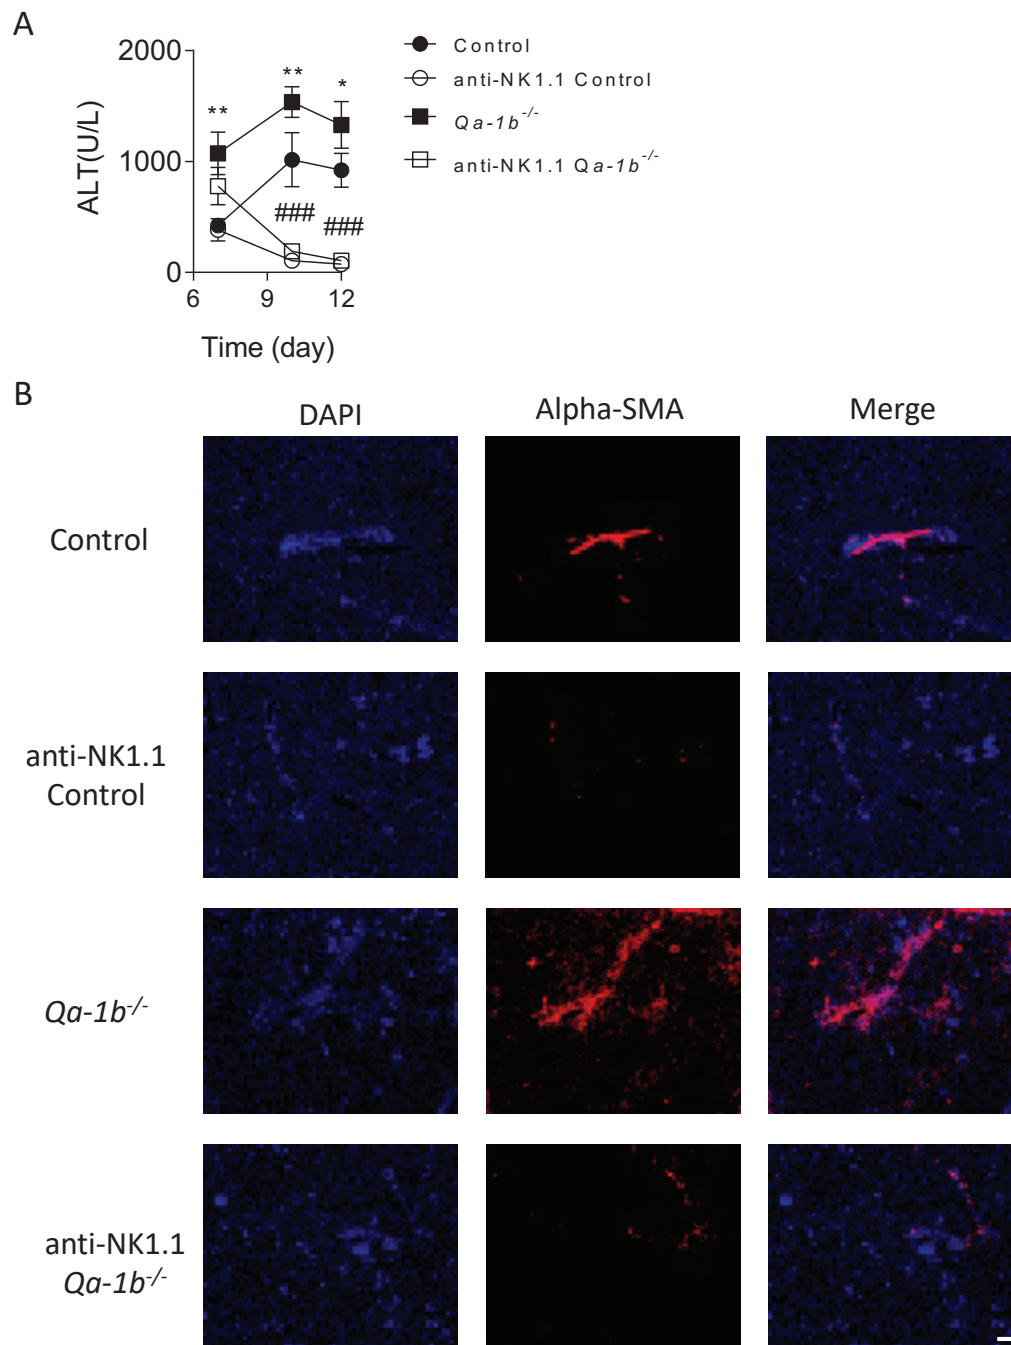 A
2000
1000
0
ALT(U/L)
** ** *
### ###
6 9 12
Time (day)
Control
anti-NK1.1 Control
Qa-1b-/-
anti-NK1.1 Qa-1b-/-
B
DAPI Alpha-SMA Merge
Control
anti-NK1.1
Control
Qa-1b-/-
anti-NK1.1
Qa-1b-/-